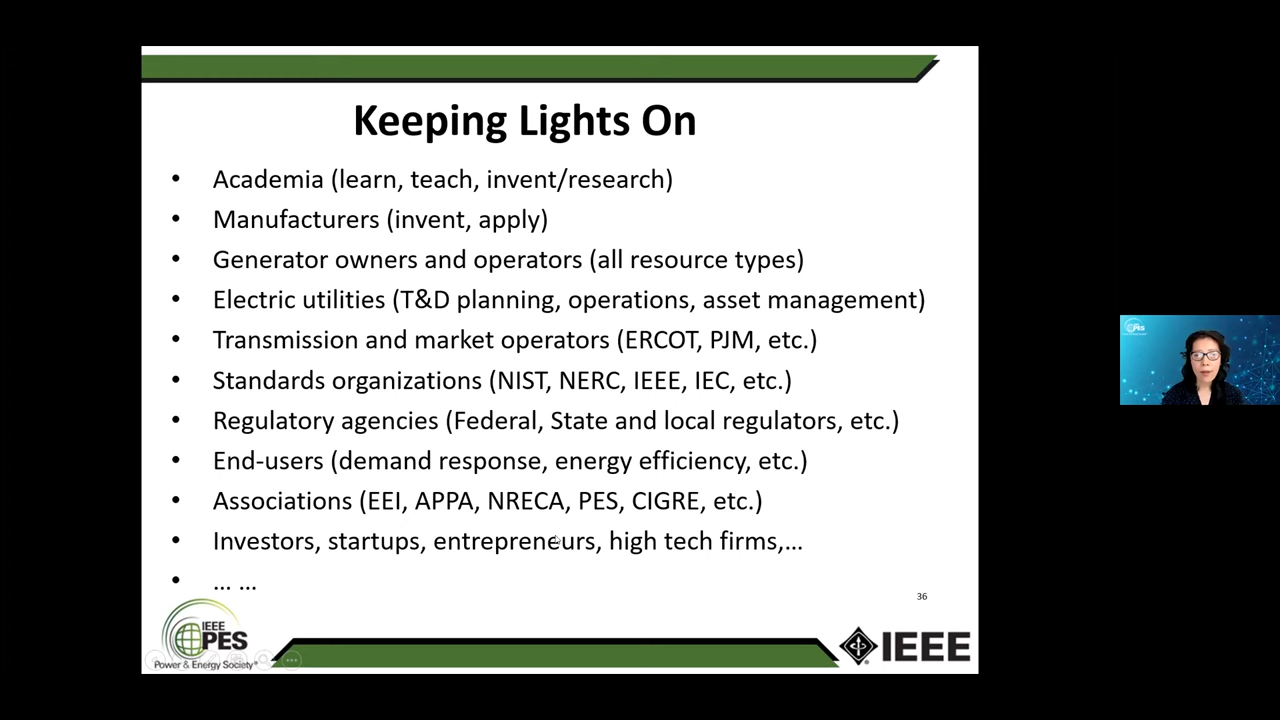 Keeping Lights On
• Academia (learn, teach, invent/research)
• Manufacturers (invent, apply)
• Generator owners and operators (all resource types)
• Electric utilities (T&D planning, operations, asset management)
• Transmission and market operators (ERCOT, PJM, etc.)
• Standards organizations (NIST, NERC, IEEE, IEC, etc.)
• Regulatory agencies (Federal, State and local regulators, etc.)
• End-users (demand response, energy efficiency, etc.)
• Associations (EEI, APPA, NRECA, PES, CIGRE, etc.)
• Investors, startups, entrepreneurs, high tech firms,...
• ... ...
36
IEEE
PES
Power & Energy Society®
IEEE
PES